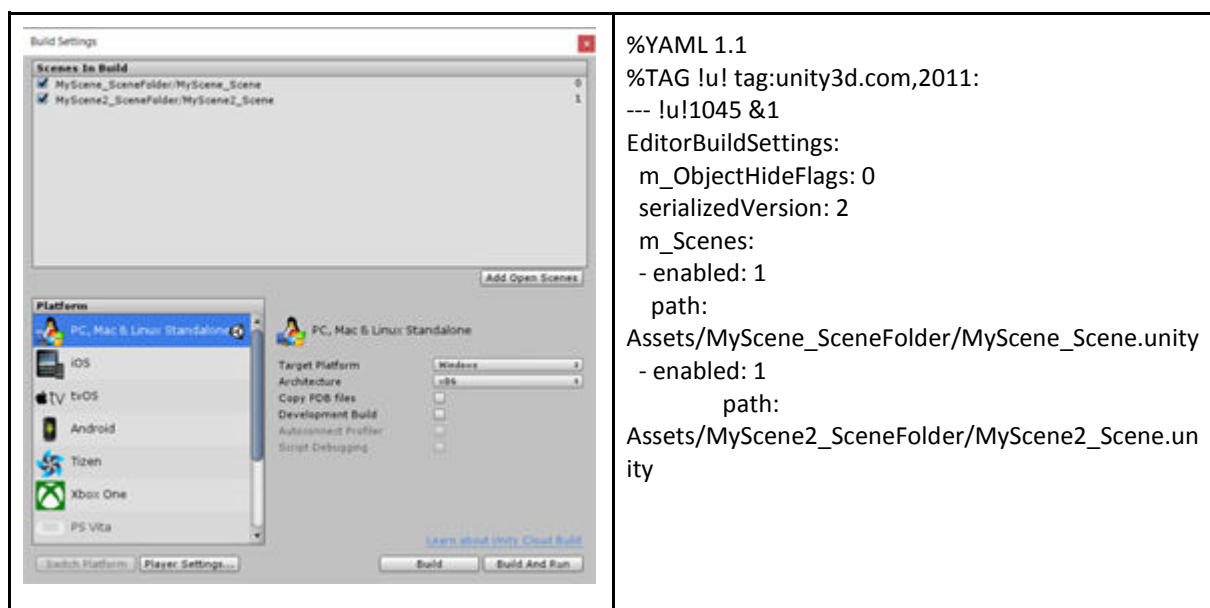 Build Settings
Scenes In Build
MyScene_SceneFolder/MyScene_Scene 0
MyScene2_SceneFolder/MyScene2_Scene 1
Add Open Scenes
Platform
PC, Mac & Linux Standalone
iOS
tv tvOS
Android
Tizen
Xbox One
PS Vita
PC, Mac & Linux Standalone
Target Platform Windows
Architecture x86
Copy PDB files
Development Build
Autoconnect Profiler
Script Debugging
Learn about Unity Cloud Build
Switch Platform Player Settings... Build Build And Run
%YAML 1.1
%TAG !u! tag:unity3d.com,2011:
--- !u!1045 &1
EditorBuildSettings:
m_ObjectHideFlags: 0
serializedVersion: 2
m_Scenes:
- enabled: 1
path:
Assets/MyScene_SceneFolder/MyScene_Scene.unity
- enabled: 1
path:
Assets/MyScene2_SceneFolder/MyScene2_Scene.un
ity